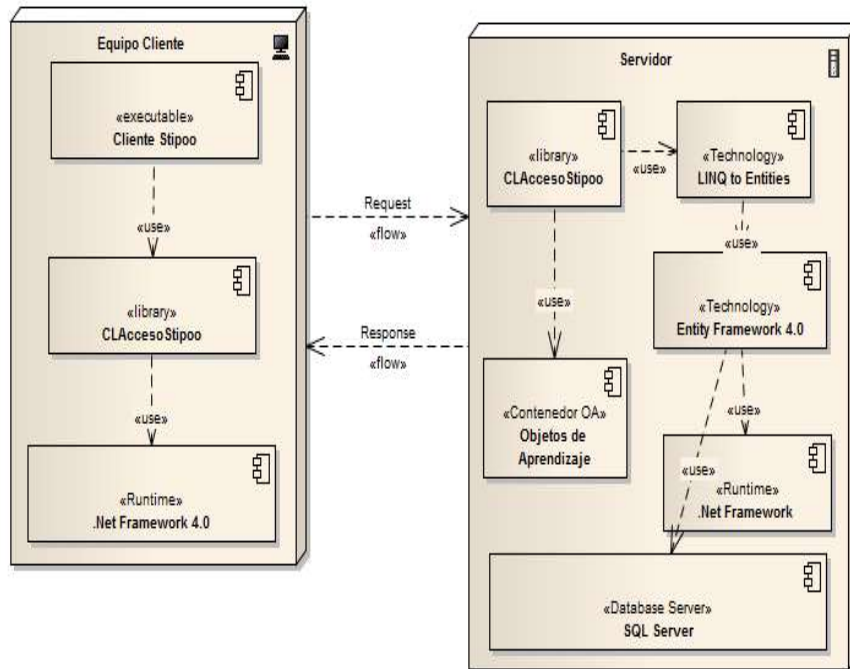 Equipo Cliente
«executable»
Cliente Stipoo
«use»
«library»
CLAccesoStipoo
«use»
«Runtime»
.Net Framework 4.0
Request
«flow»
Response
«flow»
Servidor
«library»
CLAccesoStipoo
«use»
«Technology»
LINQ to Entities
«use»
«use»
«Technology»
Entity Framework 4.0
«Contenedor OA»
Objetos de
Aprendizaje
«use»
«use»
«Runtime»
.Net Framework
«Database Server»
SQL Server